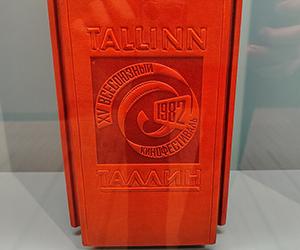 TALLINN
XV ВСЕСОЮЗНЫЙ
1982
КИНОФЕСТИВАЛЬ
ТАЛЛИН